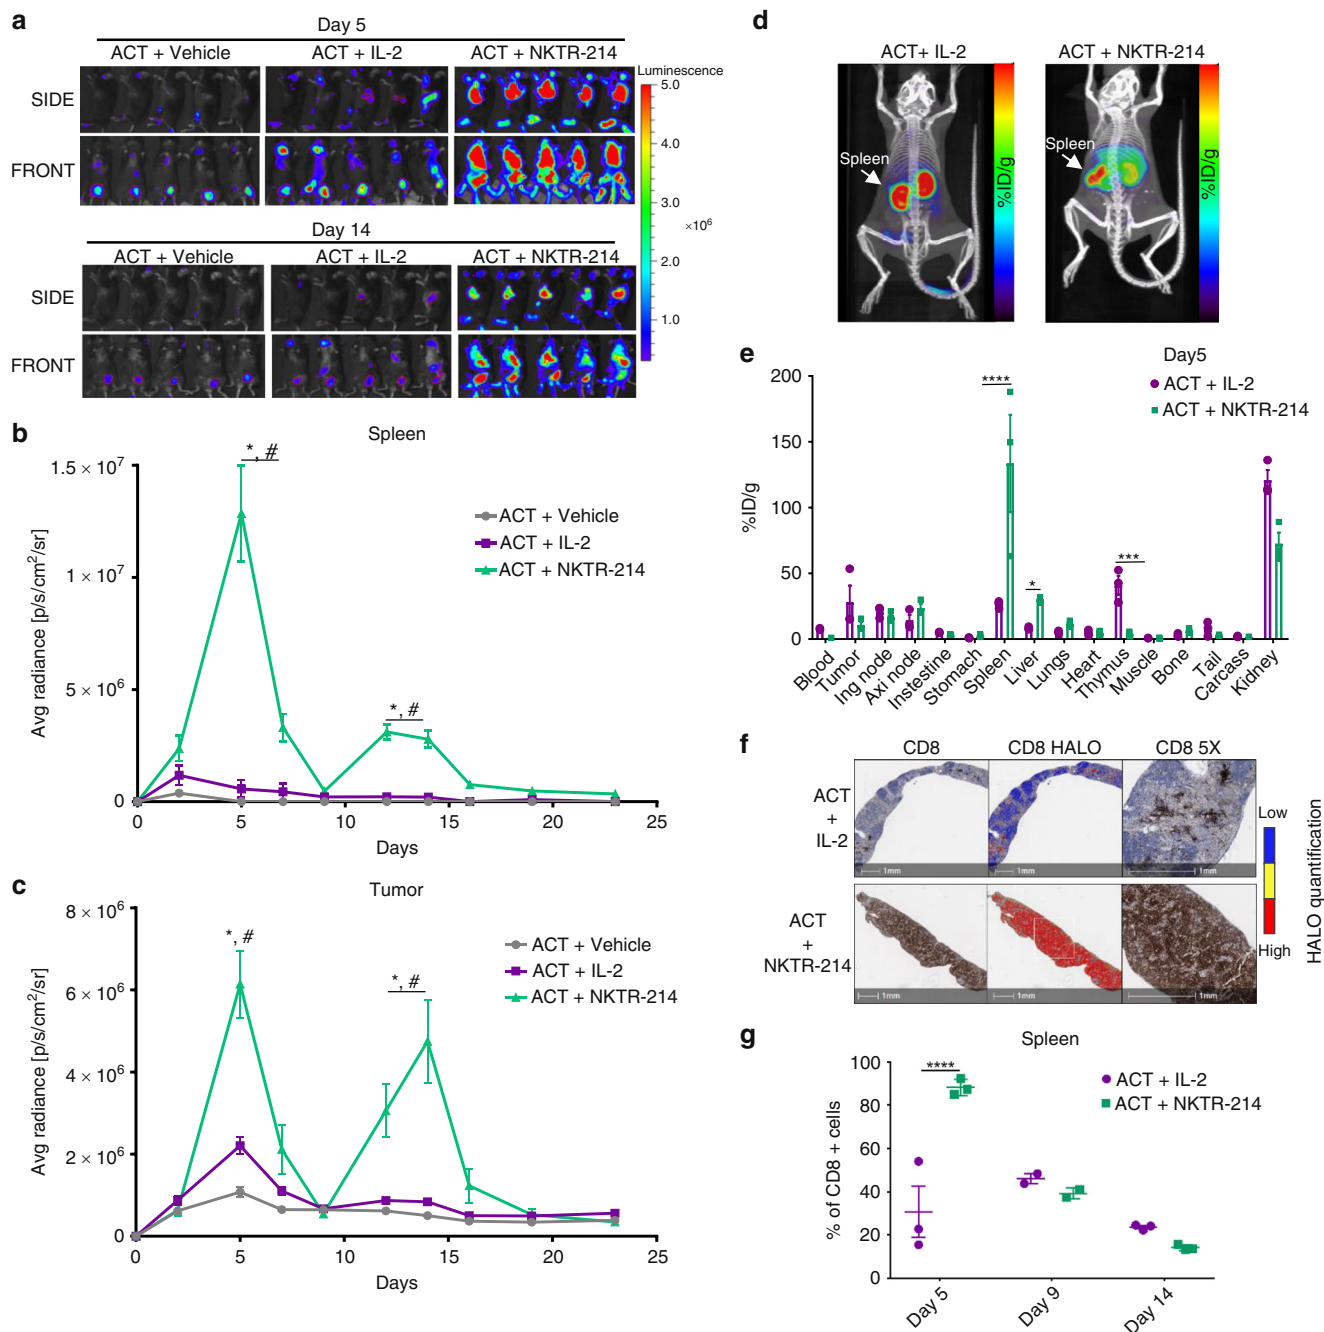 a
Day 5
ACT + Vehicle
ACT + IL-2
ACT + NKTR-214
SIDE
FRONT
Luminescence
5.0
4.0
3.0
×10⁶
2.0
1.0
Day 14
ACT + Vehicle
ACT + IL-2
ACT + NKTR-214
SIDE
FRONT
b
Spleen
Avg radiance [p/s/cm²/sr]
1.5 × 10⁷
1 × 10⁷
5 × 10⁶
0
*, #
*, #
ACT + Vehicle
ACT + IL-2
ACT + NKTR-214
0 5 10 15 20 25
Days
c
Tumor
Avg radiance [p/s/cm²/sr]
8 × 10⁶
6 × 10⁶
4 × 10⁶
2 × 10⁶
0
*, #
*, #
ACT + Vehicle
ACT + IL-2
ACT + NKTR-214
0 5 10 15 20 25
Days
d
ACT+ IL-2
ACT + NKTR-214
Spleen
%ID/g
Spleen
%ID/g
e
Day5
ACT + IL-2
ACT + NKTR-214
%ID/g
200
150
100
50
0
****
*
***
Blood
Tumor
Ing node
Axi node
Instestine
Stomach
Spleen
Liver
Lungs
Heart
Thymus
Muscle
Bone
Tail
Carcass
Kidney
f
CD8
CD8 HALO
CD8 5X
ACT
+
IL-2
1mm
1mm
1mm
ACT
+
NKTR-214
1mm
1mm
1mm
Low
High
HALO quantification
g
Spleen
% of CD8 + cells
100
80
60
40
20
0
****
ACT + IL-2
ACT + NKTR-214
Day 5
Day 9
Day 14